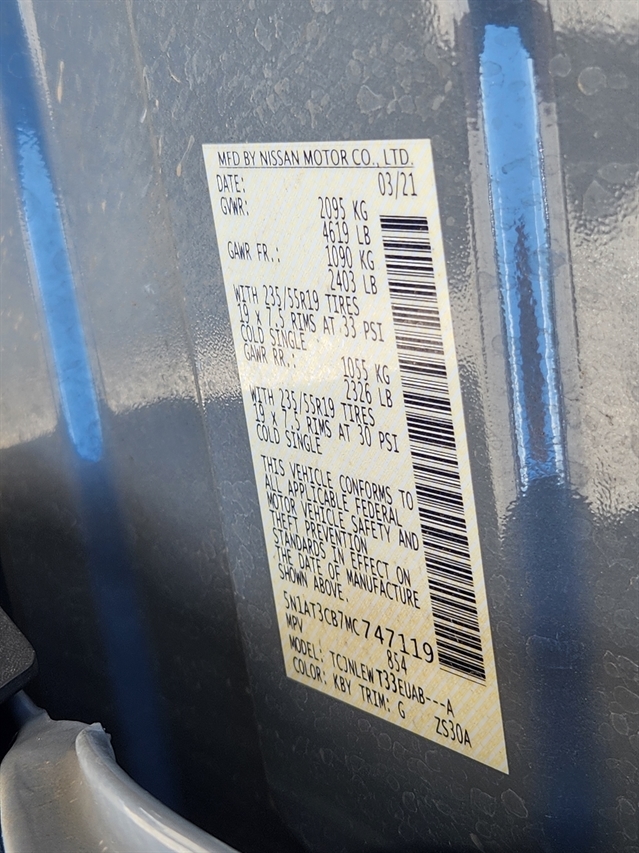 MFD BY NISSAN MOTOR CO., LTD.
DATE: 03/21
GVWR: 2095 KG
4619 LB
GAWR FR.: 1090 KG
2403 LB
WITH 235/55R19 TIRES
19 X 7.5 RIMS AT 33 PSI
COLD SINGLE
GAWR RR.: 1055 KG
2326 LB
WITH 235/55R19 TIRES
19 X 7.5 RIMS AT 30 PSI
COLD SINGLE
THIS VEHICLE CONFORMS TO
ALL APPLICABLE FEDERAL
MOTOR VEHICLE SAFETY AND
THEFT PREVENTION
STANDARDS IN EFFECT ON
THE DATE OF MANUFACTURE
SHOWN ABOVE.
5N1AT3CB7MC747119
MPV 854
MODEL: TCJNLEWT33EUAB---A
COLOR: KBY TRIM: G ZS30A